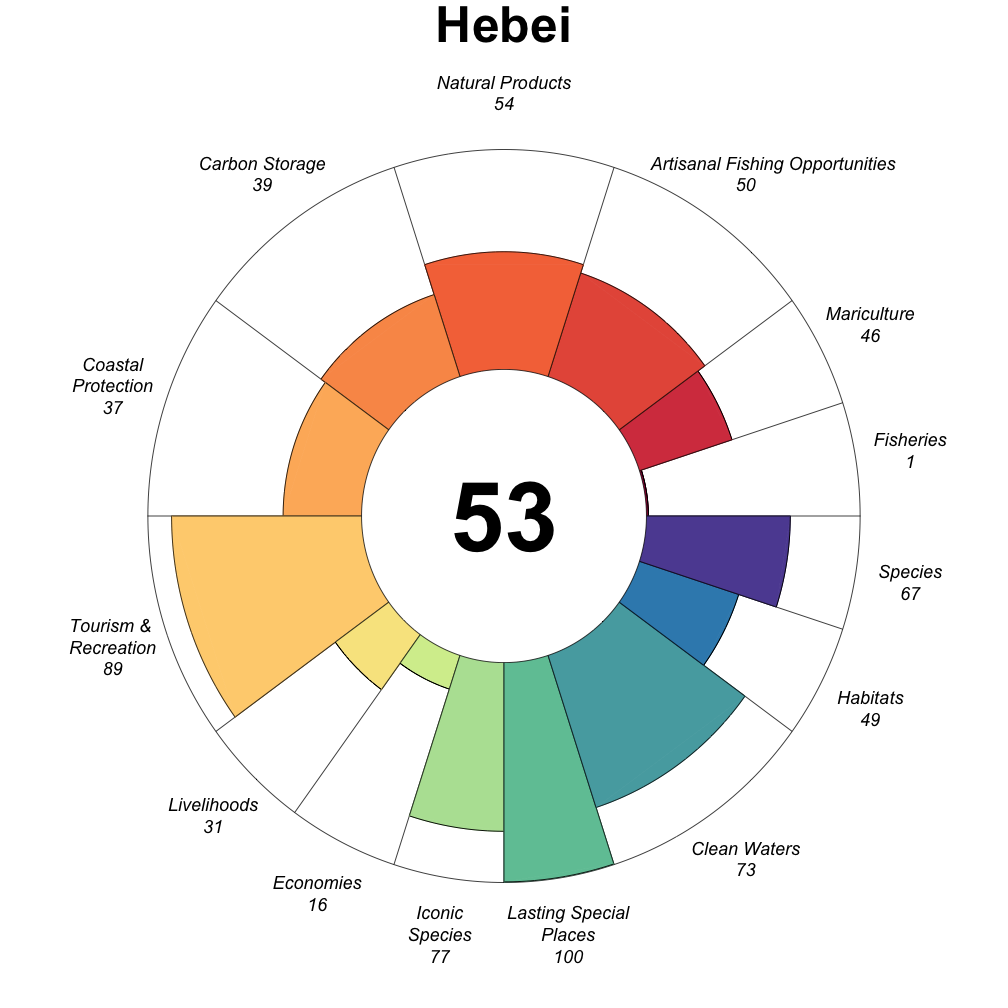 Hebei
Natural Products
54
Carbon Storage
39
Artisanal Fishing Opportunities
50
Mariculture
46
Coastal
Protection
37
Fisheries
1
53
Species
67
Tourism &
Recreation
89
Habitats
49
Livelihoods
31
Clean Waters
73
Economies
16
Iconic
Species
77
Lasting Special
Places
100